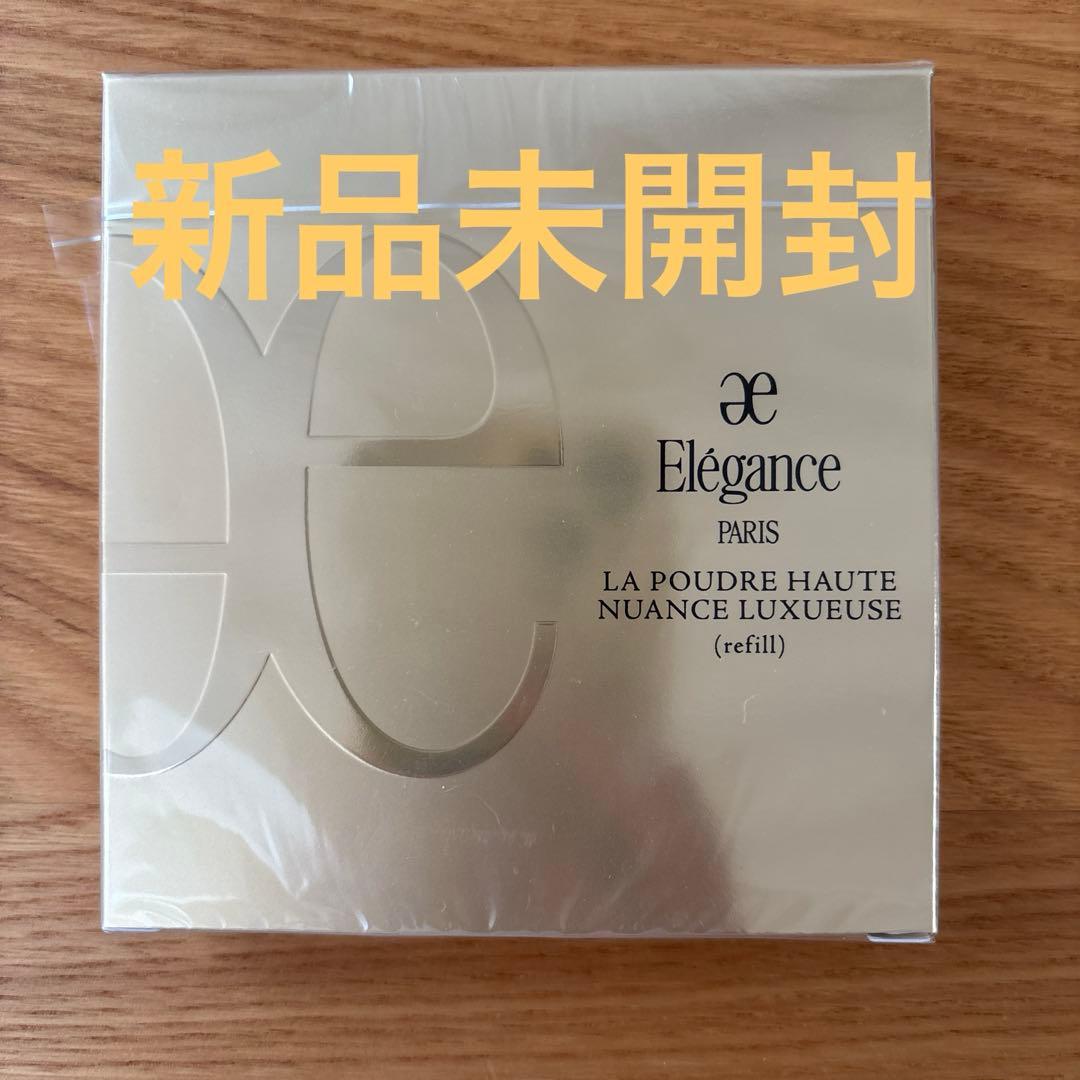 新品未開封
æ
Elégance
PARIS
LA POUDRE HAUTE
NUANCE LUXUEUSE
(refill)